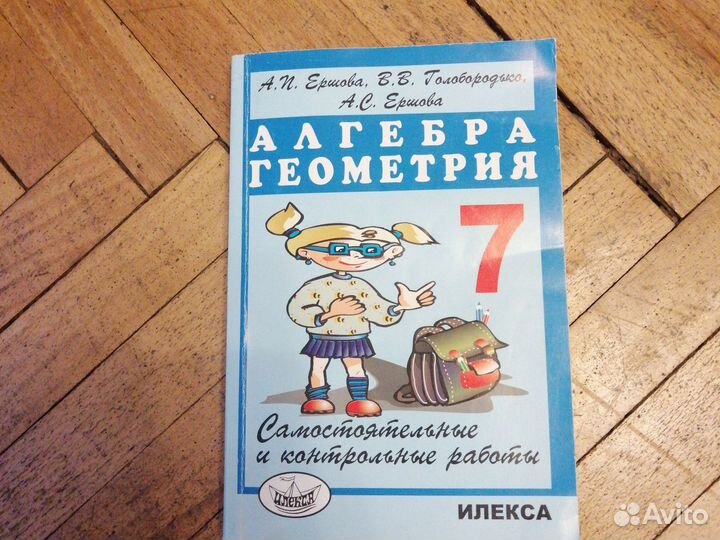 А.П. Ершова, В.В. Голобородько,
А.С. Ершова
АЛГЕБРА
ГЕОМЕТРИЯ
7
Самостоятельные
и контрольные работы
ИЛЕКСА
ИЛЕКСА
Avito